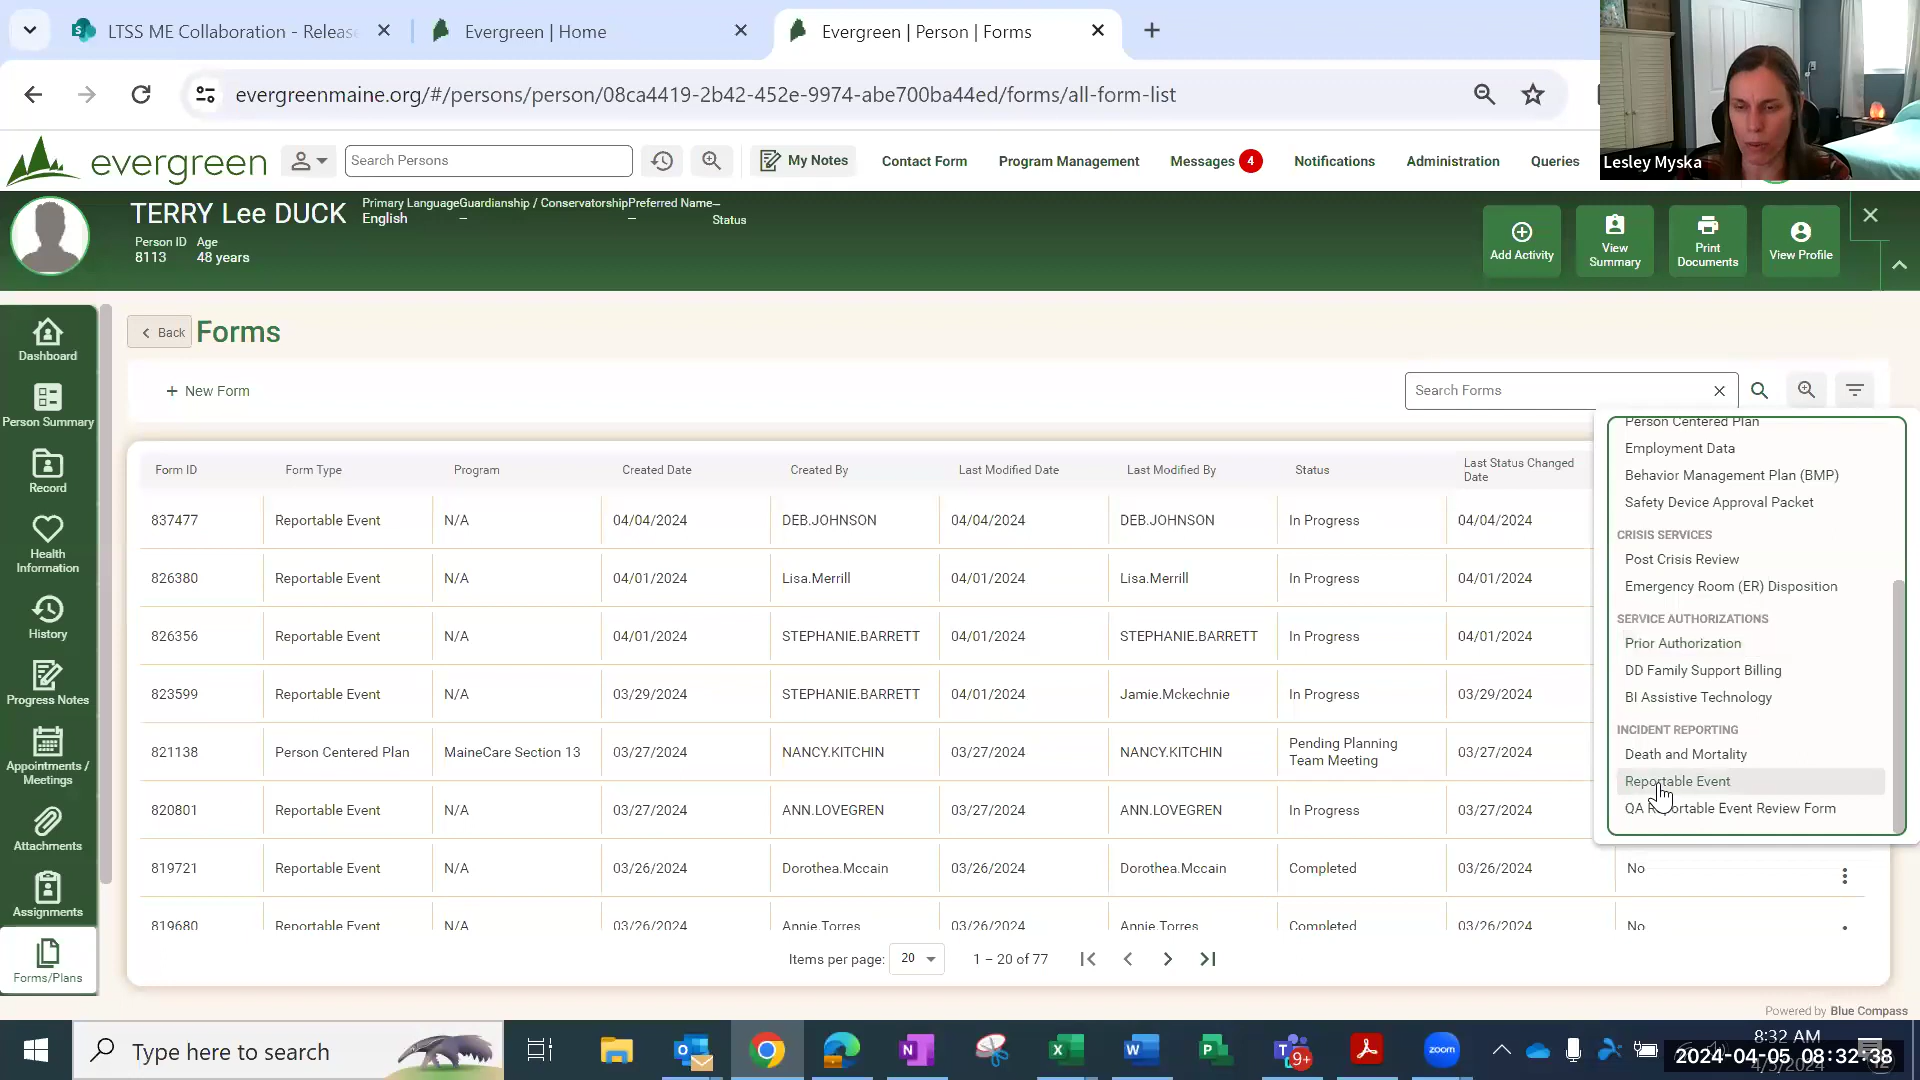 LTSS ME Collaboration - Release
Evergreen | Home
Evergreen | Person | Forms
evergreenmaine.org/#/persons/person/08ca4419-2b42-452e-9974-abe700ba44ed/forms/all-form-list
evergreen
Search Persons
My Notes
Contact Form
Program Management
Messages 4
Notifications
Administration
Queries
Lesley Myska
TERRY Lee DUCK
Primary Language
English
Guardianship / Conservatorship
–
Preferred Name
–
Status
Person ID
8113
Age
48 years
Add Activity
View Summary
Print Documents
View Profile
Dashboard
Person Summary
Record
Health Information
History
Progress Notes
Appointments / Meetings
Attachments
Assignments
Forms/Plans
Back
Forms
+ New Form
Search Forms
Form ID Form Type Program Created Date Created By Last Modified Date Last Modified By Status Last Status Changed Date
837477 Reportable Event N/A 04/04/2024 DEB.JOHNSON 04/04/2024 DEB.JOHNSON In Progress 04/04/2024
826380 Reportable Event N/A 04/01/2024 Lisa.Merrill 04/01/2024 Lisa.Merrill In Progress 04/01/2024
826356 Reportable Event N/A 04/01/2024 STEPHANIE.BARRETT 04/01/2024 STEPHANIE.BARRETT In Progress 04/01/2024
823599 Reportable Event N/A 03/29/2024 STEPHANIE.BARRETT 04/01/2024 Jamie.Mckechnie In Progress 03/29/2024
821138 Person Centered Plan MaineCare Section 13 03/27/2024 NANCY.KITCHIN 03/27/2024 NANCY.KITCHIN Pending Planning Team Meeting 03/27/2024
820801 Reportable Event N/A 03/27/2024 ANN.LOVEGREN 03/27/2024 ANN.LOVEGREN In Progress 03/27/2024
819721 Reportable Event N/A 03/26/2024 Dorothea.Mccain 03/26/2024 Dorothea.Mccain Completed 03/26/2024 No
819680 Reportable Event N/A 03/26/2024 Annie.Torres 03/26/2024 Annie.Torres Completed 03/26/2024 No
Person Centered Plan
Employment Data
Behavior Management Plan (BMP)
Safety Device Approval Packet
CRISIS SERVICES
Post Crisis Review
Emergency Room (ER) Disposition
SERVICE AUTHORIZATIONS
Prior Authorization
DD Family Support Billing
BI Assistive Technology
INCIDENT REPORTING
Death and Mortality
Reportable Event
QA Reportable Event Review Form
Items per page: 20 1 – 20 of 77
Powered by Blue Compass
Type here to search
9+
zoom
8:32 AM
2024-04-05 08:32:38